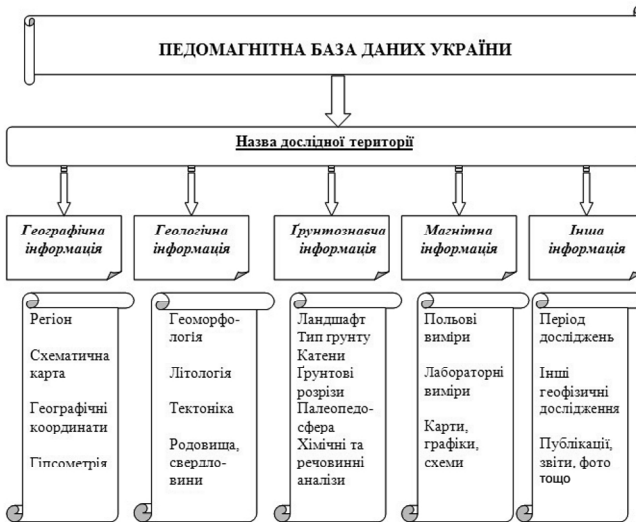 ПЕДОМАГНІТНА БАЗА ДАНИХ УКРАЇНИ
Назва дослідної території
Географічна
інформація
Геологічна
інформація
Ґрунтознавча
інформація
Магнітна
інформація
Інша
інформація
Регіон
Схематична
карта
Географічні
координати
Гіпсометрія
Геоморфо-
логія
Літологія
Тектоніка
Родовища,
свердло-
вини
Ландшафт
Тип ґрунту
Катени
Ґрунтові
розрізи
Палеопедо-
сфера
Хімічні та
речовинні
аналізи
Польові
виміри
Лабораторні
виміри
Карти,
графіки,
схеми
Період
досліджень
Інші
геофізичні
дослідження
Публікації,
звіти, фото
тощо